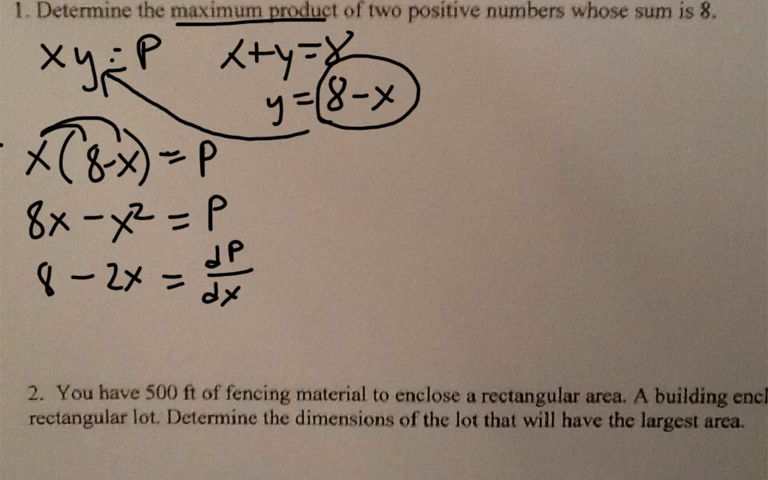 1. Determine the maximum product of two positive numbers whose sum is 8.
xy = P x+y=8
y = 8-x
x(8-x) = P
8x - x² = P
8 - 2x = dP/dx
2. You have 500 ft of fencing material to enclose a rectangular area. A building encl
rectangular lot. Determine the dimensions of the lot that will have the largest area.